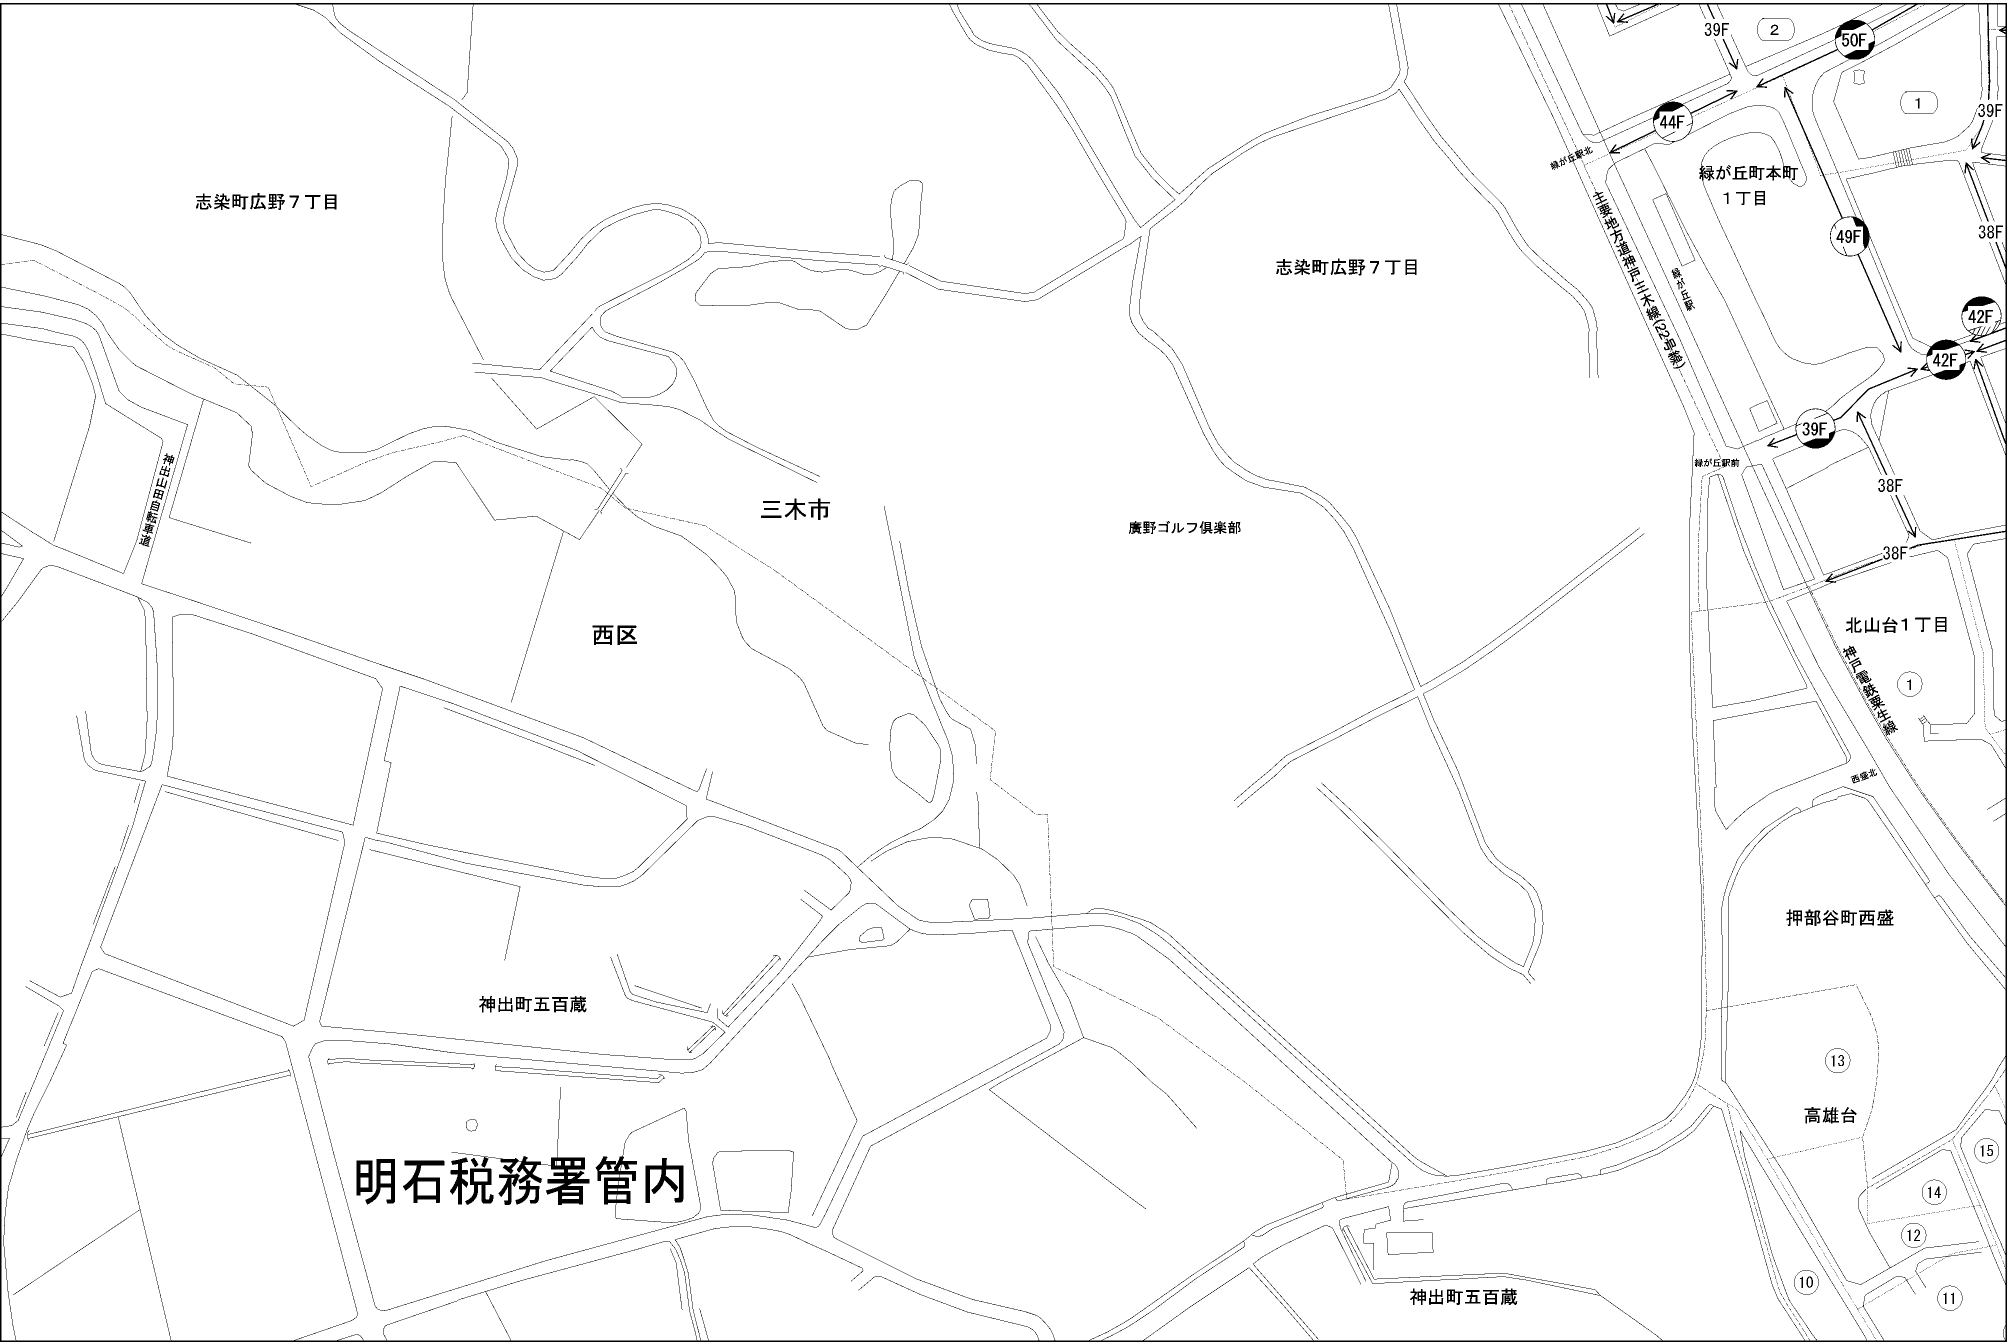 39F
2
50F
1
44F
39F
緑が丘駅北
緑が丘町本町
1丁目
志染町広野7丁目
主要地方道神戸三木線(22号線)
49F
38F
志染町広野7丁目
緑が丘駅
42F
42F
39F
緑が丘駅前
神出山田自転車道
38F
三木市
廣野ゴルフ倶楽部
38F
西区
北山台1丁目
神戸電鉄粟生線
1
西盛北
押部谷町西盛
神出町五百蔵
13
高雄台
15
明石税務署管内
14
12
10
11
神出町五百蔵